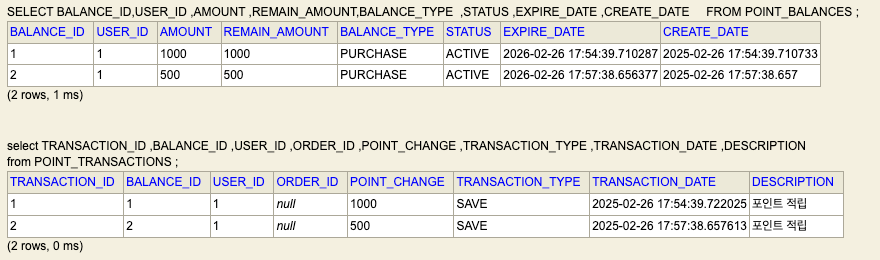 SELECT BALANCE_ID,USER_ID ,AMOUNT ,REMAIN_AMOUNT,BALANCE_TYPE ,STATUS ,EXPIRE_DATE ,CREATE_DATE FROM POINT_BALANCES ;
BALANCE_ID USER_ID AMOUNT REMAIN_AMOUNT BALANCE_TYPE STATUS EXPIRE_DATE CREATE_DATE
1 1 1000 1000 PURCHASE ACTIVE 2026-02-26 17:54:39.710287 2025-02-26 17:54:39.710733
2 1 500 500 PURCHASE ACTIVE 2026-02-26 17:57:38.656377 2025-02-26 17:57:38.657
(2 rows, 1 ms)
select TRANSACTION_ID ,BALANCE_ID ,USER_ID ,ORDER_ID ,POINT_CHANGE ,TRANSACTION_TYPE ,TRANSACTION_DATE ,DESCRIPTION
from POINT_TRANSACTIONS ;
TRANSACTION_ID BALANCE_ID USER_ID ORDER_ID POINT_CHANGE TRANSACTION_TYPE TRANSACTION_DATE DESCRIPTION
1 1 1 null 1000 SAVE 2025-02-26 17:54:39.722025 포인트 적립
2 2 1 null 500 SAVE 2025-02-26 17:57:38.657613 포인트 적립
(2 rows, 0 ms)